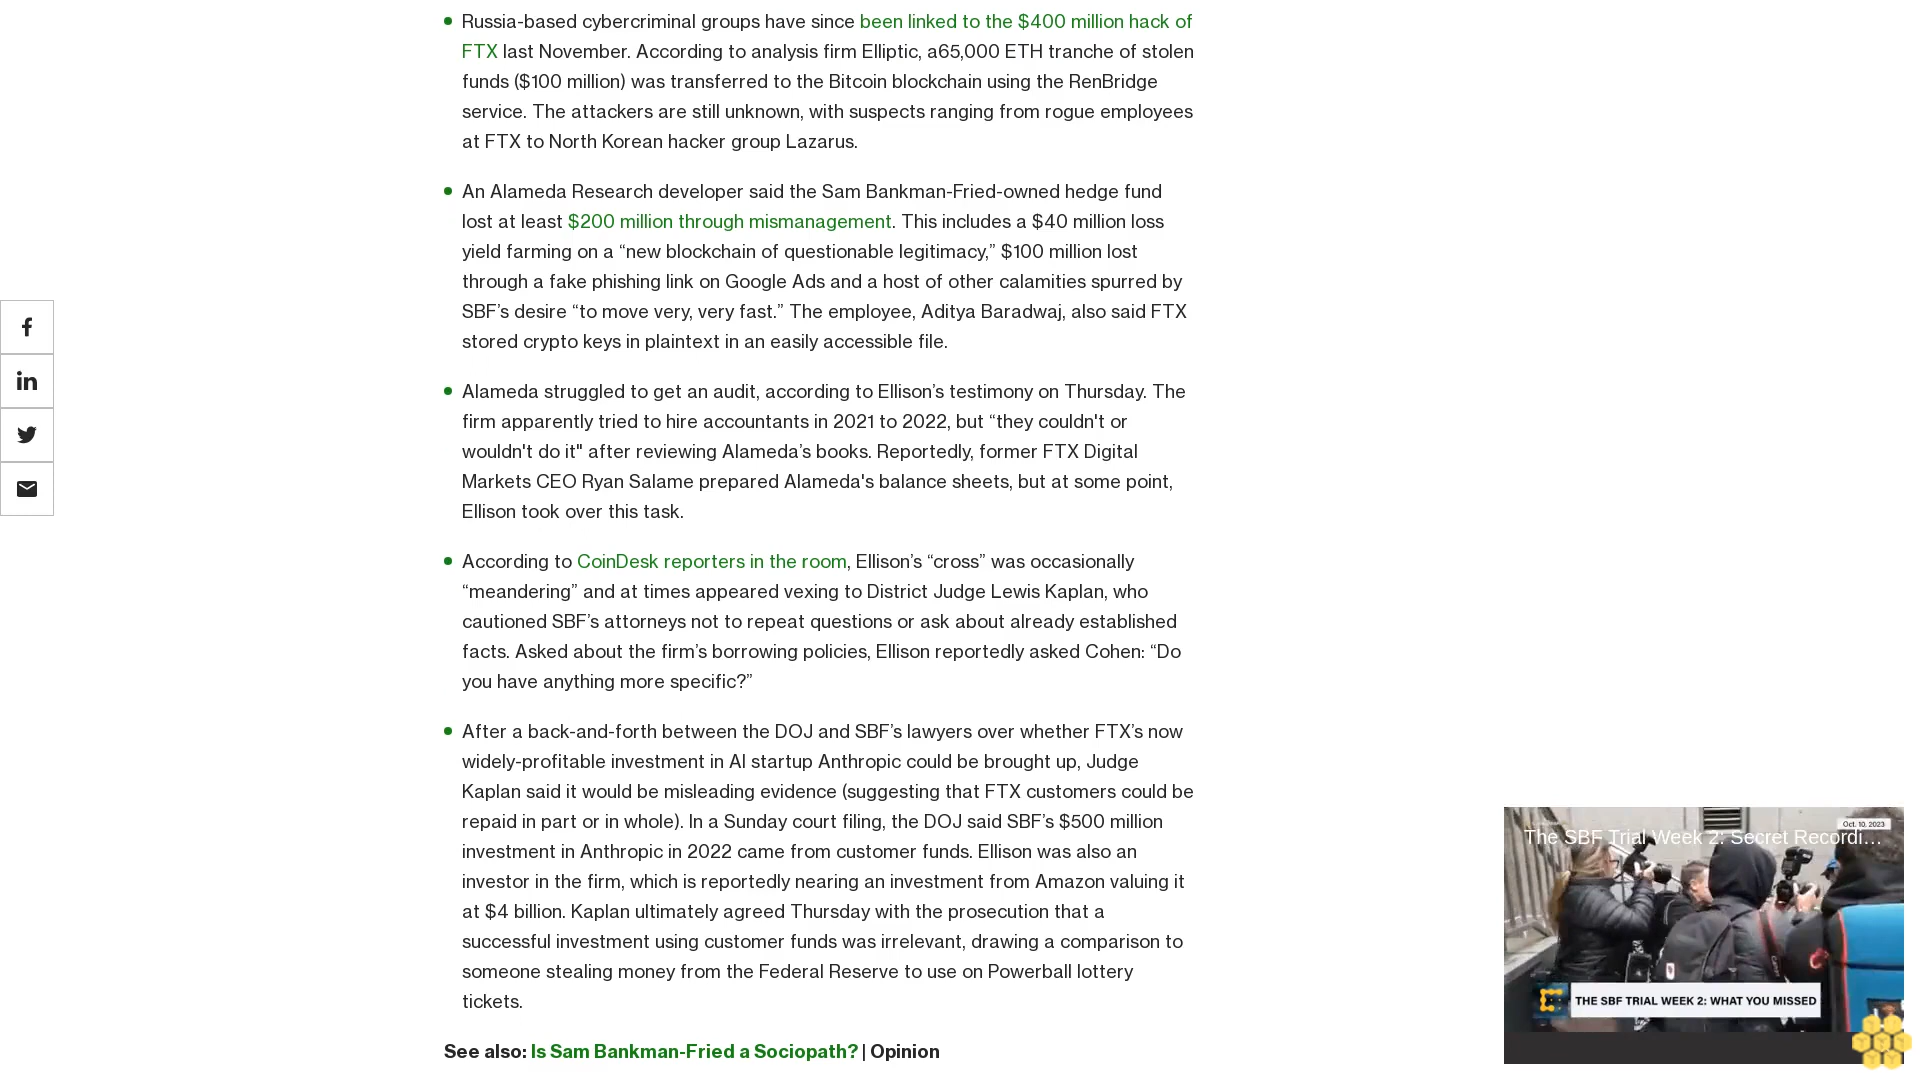 Russia-based cybercriminal groups have since been linked to the $400 million hack of
FTX last November. According to analysis firm Elliptic, a65,000 ETH tranche of stolen
funds ($100 million) was transferred to the Bitcoin blockchain using the RenBridge
service. The attackers are still unknown, with suspects ranging from rogue employees
at FTX to North Korean hacker group Lazarus.
An Alameda Research developer said the Sam Bankman-Fried-owned hedge fund
lost at least $200 million through mismanagement. This includes a $40 million loss
yield farming on a “new blockchain of questionable legitimacy,” $100 million lost
through a fake phishing link on Google Ads and a host of other calamities spurred by
SBF’s desire “to move very, very fast.” The employee, Aditya Baradwaj, also said FTX
stored crypto keys in plaintext in an easily accessible file.
Alameda struggled to get an audit, according to Ellison’s testimony on Thursday. The
firm apparently tried to hire accountants in 2021 to 2022, but “they couldn't or
wouldn't do it" after reviewing Alameda’s books. Reportedly, former FTX Digital
Markets CEO Ryan Salame prepared Alameda's balance sheets, but at some point,
Ellison took over this task.
According to CoinDesk reporters in the room, Ellison’s “cross” was occasionally
“meandering” and at times appeared vexing to District Judge Lewis Kaplan, who
cautioned SBF’s attorneys not to repeat questions or ask about already established
facts. Asked about the firm’s borrowing policies, Ellison reportedly asked Cohen: “Do
you have anything more specific?”
After a back-and-forth between the DOJ and SBF’s lawyers over whether FTX’s now
widely-profitable investment in AI startup Anthropic could be brought up, Judge
Kaplan said it would be misleading evidence (suggesting that FTX customers could be
repaid in part or in whole). In a Sunday court filing, the DOJ said SBF’s $500 million
investment in Anthropic in 2022 came from customer funds. Ellison was also an
investor in the firm, which is reportedly nearing an investment from Amazon valuing it
at $4 billion. Kaplan ultimately agreed Thursday with the prosecution that a
successful investment using customer funds was irrelevant, drawing a comparison to
someone stealing money from the Federal Reserve to use on Powerball lottery
tickets.
See also: Is Sam Bankman-Fried a Sociopath? | Opinion
Oct. 10, 2023
The SBF Trial Week 2: Secret Recordi...
THE SBF TRIAL WEEK 2: WHAT YOU MISSED